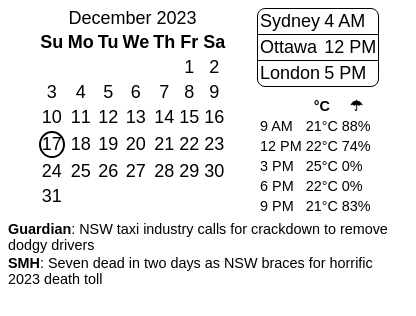 December 2023
Su Mo Tu We Th Fr Sa
1 2
3 4 5 6 7 8 9
10 11 12 13 14 15 16
17 18 19 20 21 22 23
24 25 26 27 28 29 30
31
Sydney 4 AM
Ottawa 12 PM
London 5 PM
°C ☂
9 AM 21°C 88%
12 PM 22°C 74%
3 PM 25°C 0%
6 PM 22°C 0%
9 PM 21°C 83%
Guardian: NSW taxi industry calls for crackdown to remove
dodgy drivers
SMH: Seven dead in two days as NSW braces for horrific
2023 death toll